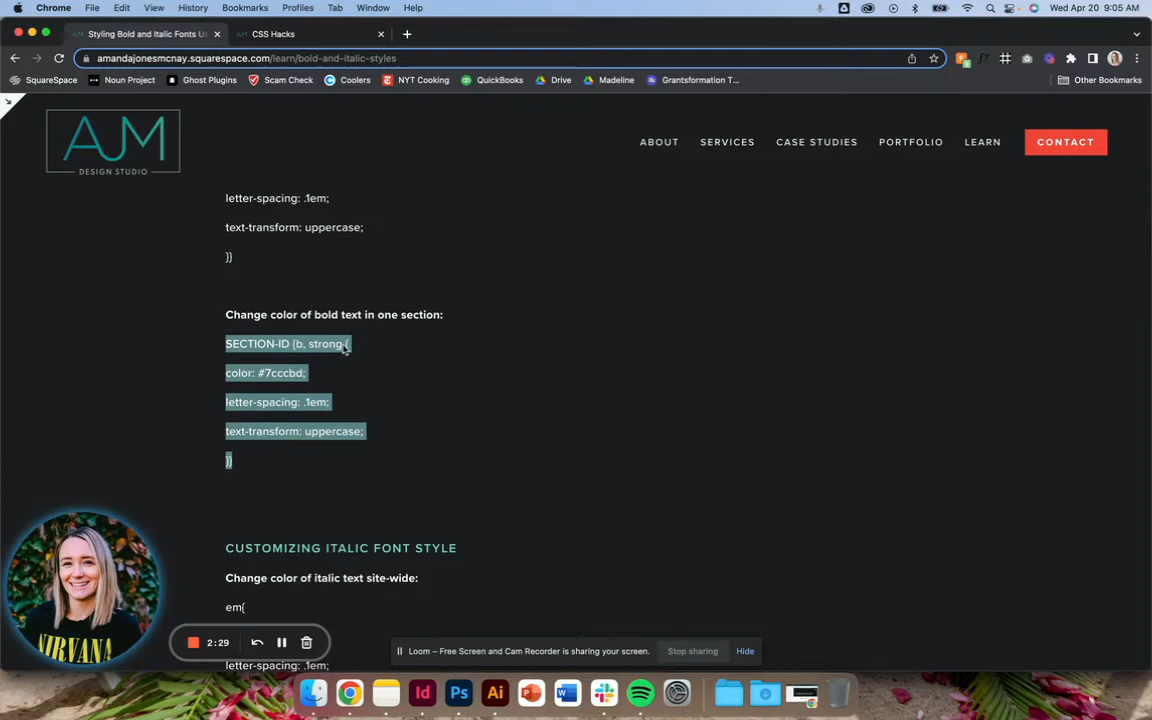 Chrome File Edit View History Bookmarks Profiles Tab Window Help Wed Apr 20 9:05 AM
Styling Bold and Italic Fonts Us CSS Hacks
amandajonesmcnay.squarespace.com/learn/bold-and-italic-styles
SquareSpace Noun Project Ghost Plugins Scam Check Coolers NYT Cooking QuickBooks Drive Madeline Grantsformation T... Other Bookmarks
AJM
DESIGN STUDIO
ABOUT SERVICES CASE STUDIES PORTFOLIO LEARN CONTACT
letter-spacing: .1em;
text-transform: uppercase;
}}
Change color of bold text in one section:
SECTION-ID {b, strong {
color: #7cccbd;
letter-spacing: .1em;
text-transform: uppercase;
}}
CUSTOMIZING ITALIC FONT STYLE
Change color of italic text site-wide:
em{
letter-spacing: .1em;
NIRVANA
2:29
Loom – Free Screen and Cam Recorder is sharing your screen. Stop sharing Hide
Id Ps Ai P W